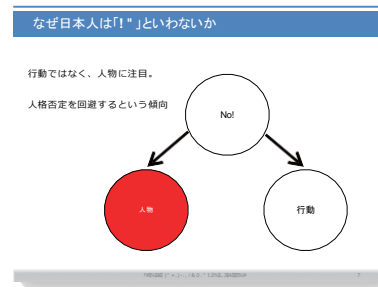 なぜ日本人は「! "」といわないか
行動ではなく、人物に注目。
人格否定を回避するという傾向
No!
人物
行動
7